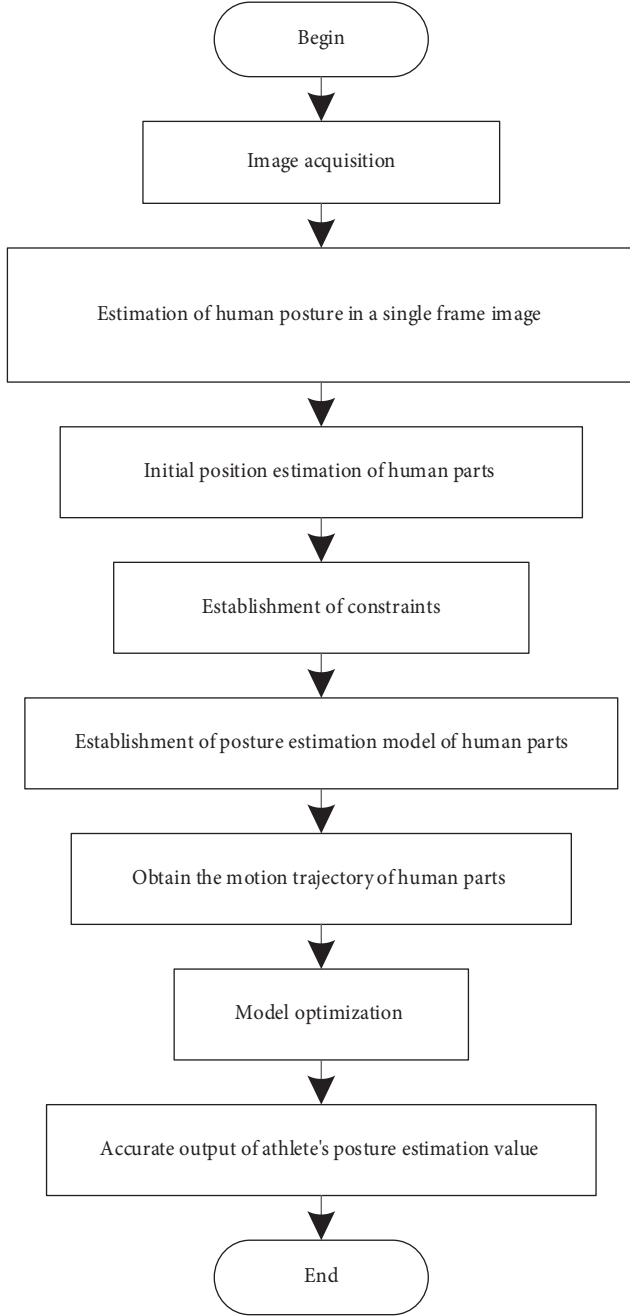 Begin
Image acquisition
Estimation of human posture in a single frame image
Initial position estimation of human parts
Establishment of constraints
Establishment of posture estimation model of human parts
Obtain the motion trajectory of human parts
Model optimization
Accurate output of athlete's posture estimation value
End